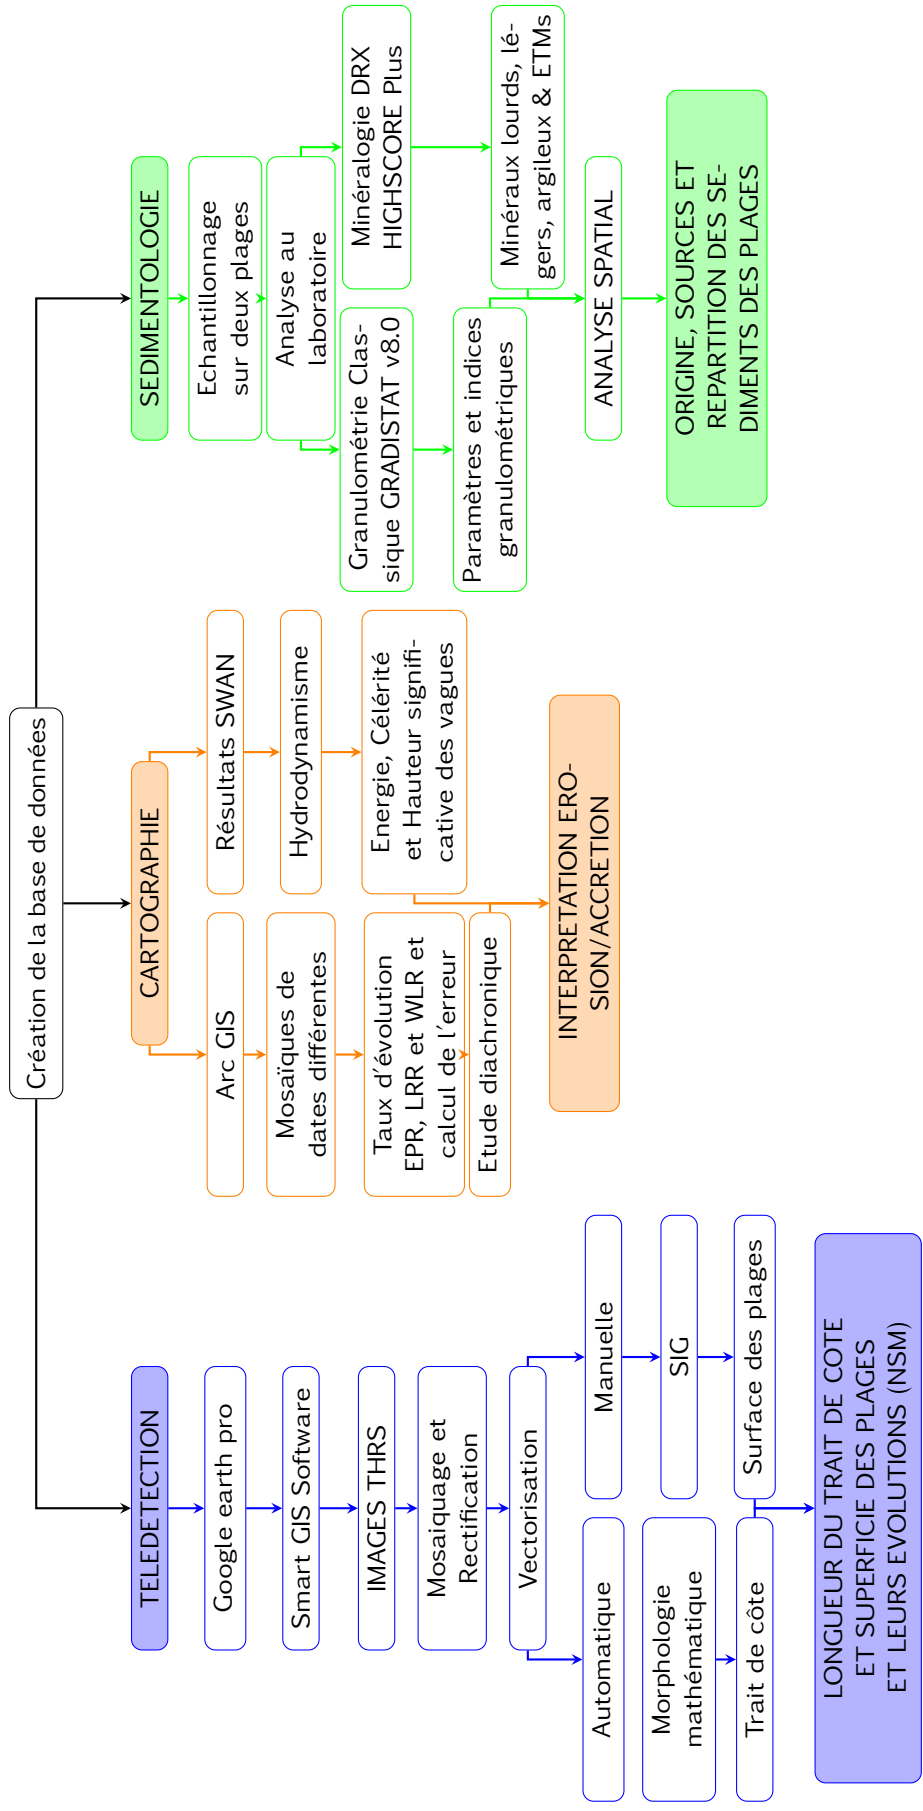 Création de la base de données
TELEDETECTION
Google earth pro
Smart GIS Software
IMAGES THRS
Mosaiquage et
Rectification
Vectorisation
Automatique
Morphologie
mathématique
Trait de côte
Manuelle
SIG
Surface des plages
LONGUEUR DU TRAIT DE COTE
ET SUPERFICIE DES PLAGES
ET LEURS EVOLUTIONS (NSM)
CARTOGRAPHIE
Arc GIS
Mosaïques de
dates différentes
Taux d'évolution
EPR, LRR et WLR et
calcul de l'erreur
Etude diachronique
Résultats SWAN
Hydrodynamisme
Energie, Célérité
et Hauteur signifi-
cative des vagues
INTERPRETATION ERO-
SION/ACCRETION
SEDIMENTOLOGIE
Echantillonnage
sur deux plages
Analyse au
laboratoire
Granulométrie Clas-
sique GRADISTAT v8.0
Paramètres et indices
granulométriques
Minéralogie DRX
HIGHSCORE Plus
Minéraux lourds, lé-
gers, argileux & ETMs
ANALYSE SPATIAL
ORIGINE, SOURCES ET
REPARTITION DES SE-
DIMENTS DES PLAGES